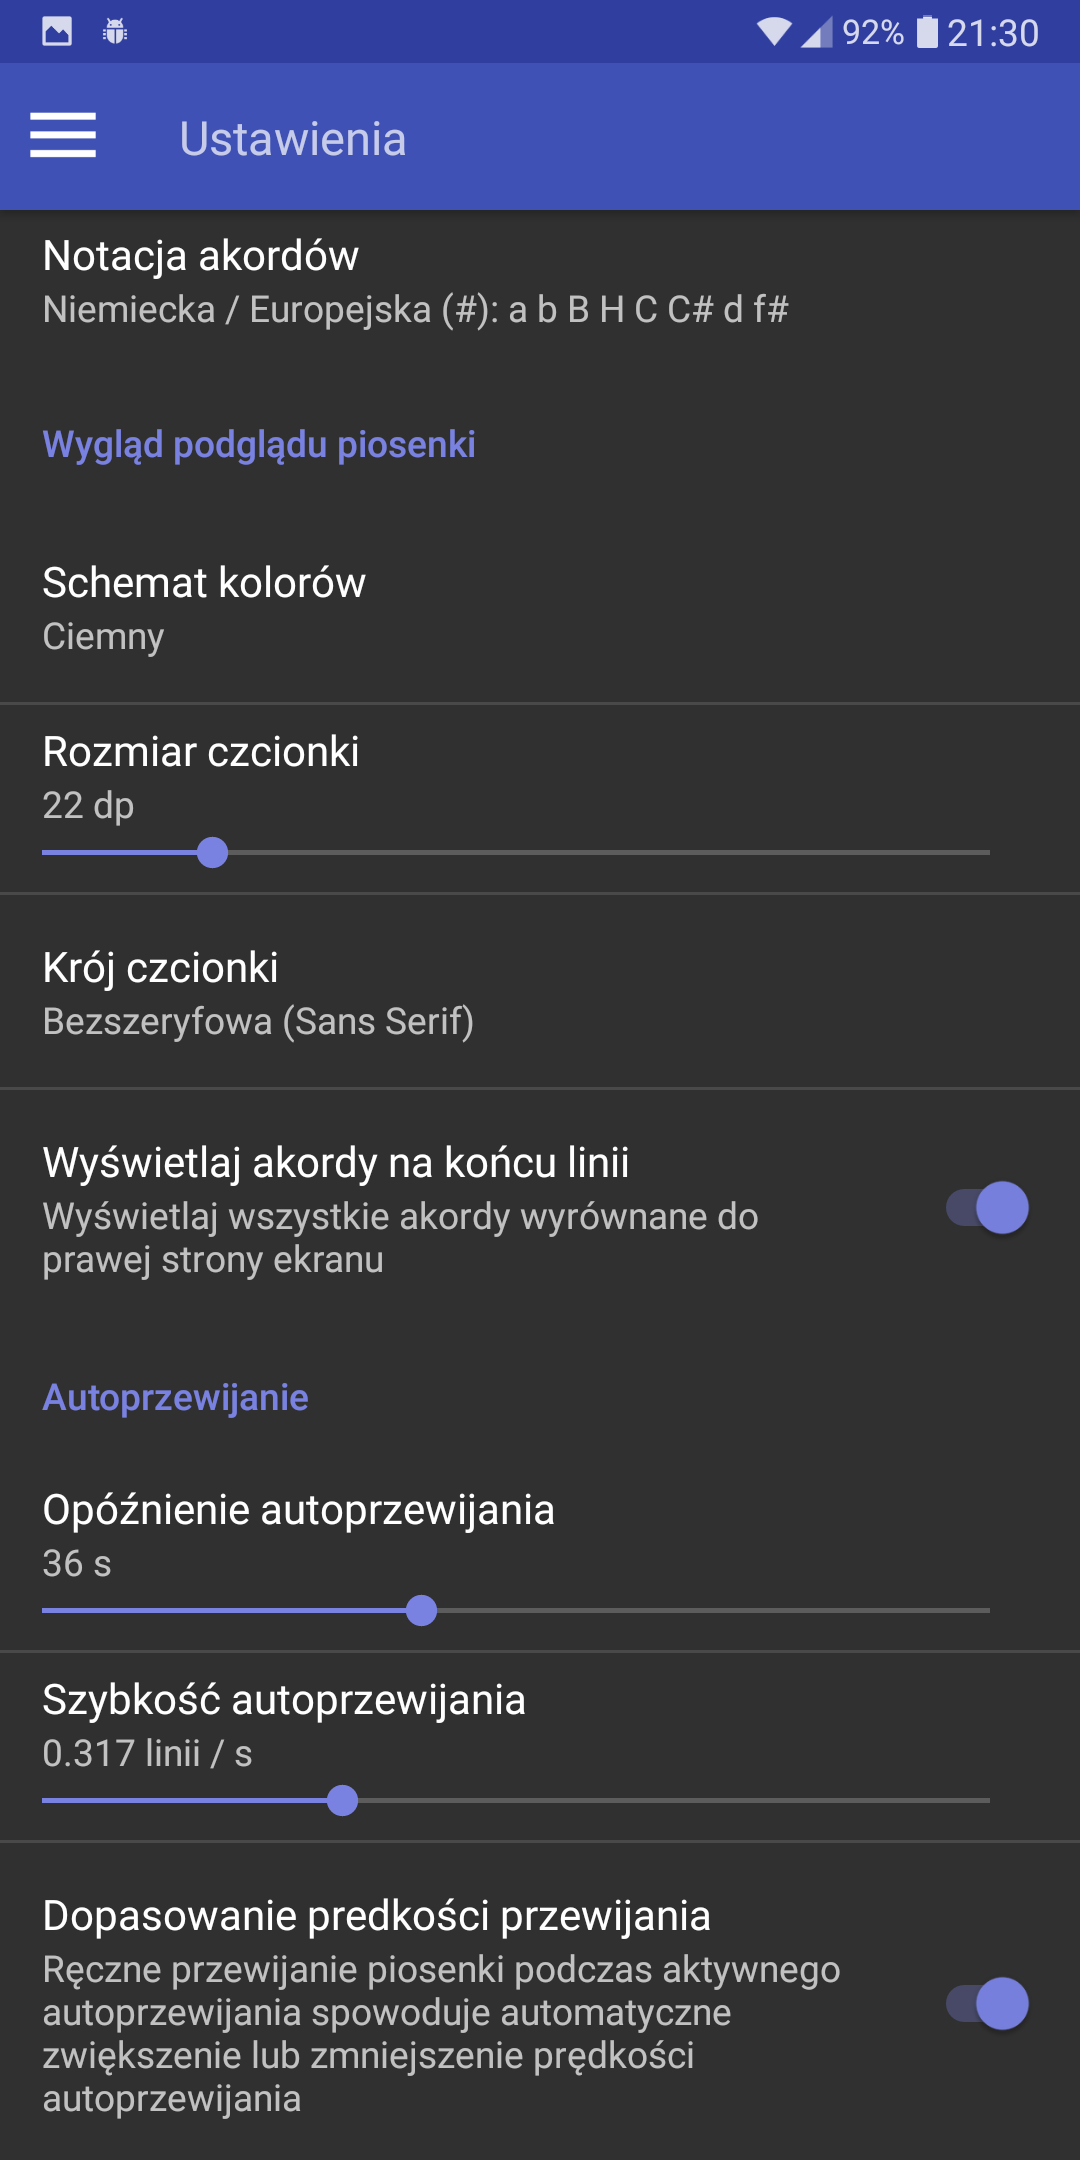 92% 21:30
Ustawienia
Notacja akordów
Niemiecka / Europejska (#): a b B H C C# d f#
Wygląd podglądu piosenki
Schemat kolorów
Ciemny
Rozmiar czcionki
22 dp
Krój czcionki
Bezszeryfowa (Sans Serif)
Wyświetlaj akordy na końcu linii
Wyświetlaj wszystkie akordy wyrównane do
prawej strony ekranu
Autoprzewijanie
Opóźnienie autoprzewijania
36 s
Szybkość autoprzewijania
0.317 linii / s
Dopasowanie predkości przewijania
Ręczne przewijanie piosenki podczas aktywnego
autoprzewijania spowoduje automatyczne
zwiększenie lub zmniejszenie prędkości
autoprzewijania